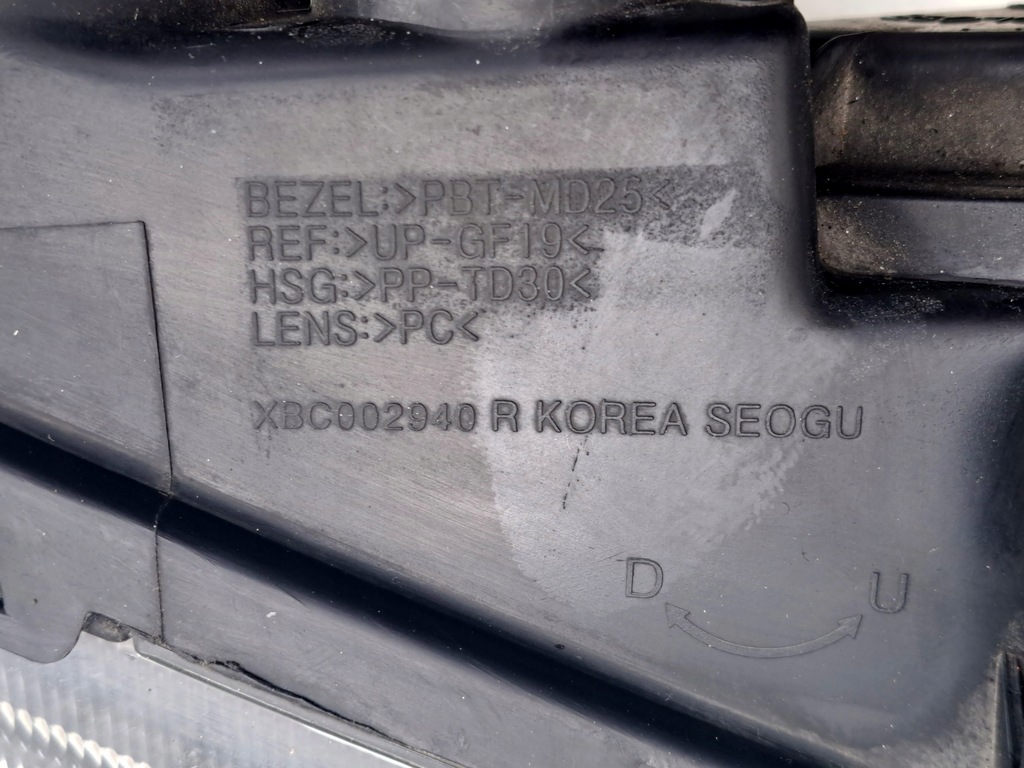 BEZEL:>PBT-MD25<
REF:>UP-GF19<
HSG:>PP-TD30<
LENS:>PC<
XBC002940 R KOREA SEOGU
D U